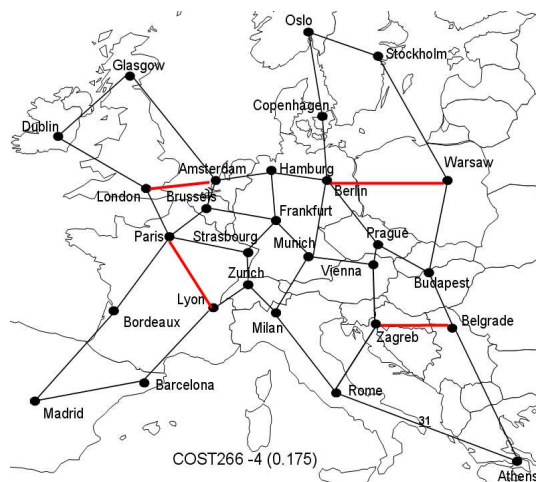 Oslo
Stockholm
Glasgow
Copenhagen
Dublin
Amsterdam
Hamburg
Warsaw
London
Brussels
Berlin
Frankfurt
Paris
Strasbourg
Munich
Prague
Vienna
Zurich
Budapest
Lyon
Bordeaux
Milan
Zagreb
Belgrade
Barcelona
Rome
Madrid
31
COST266 -4 (0.175)
Athens